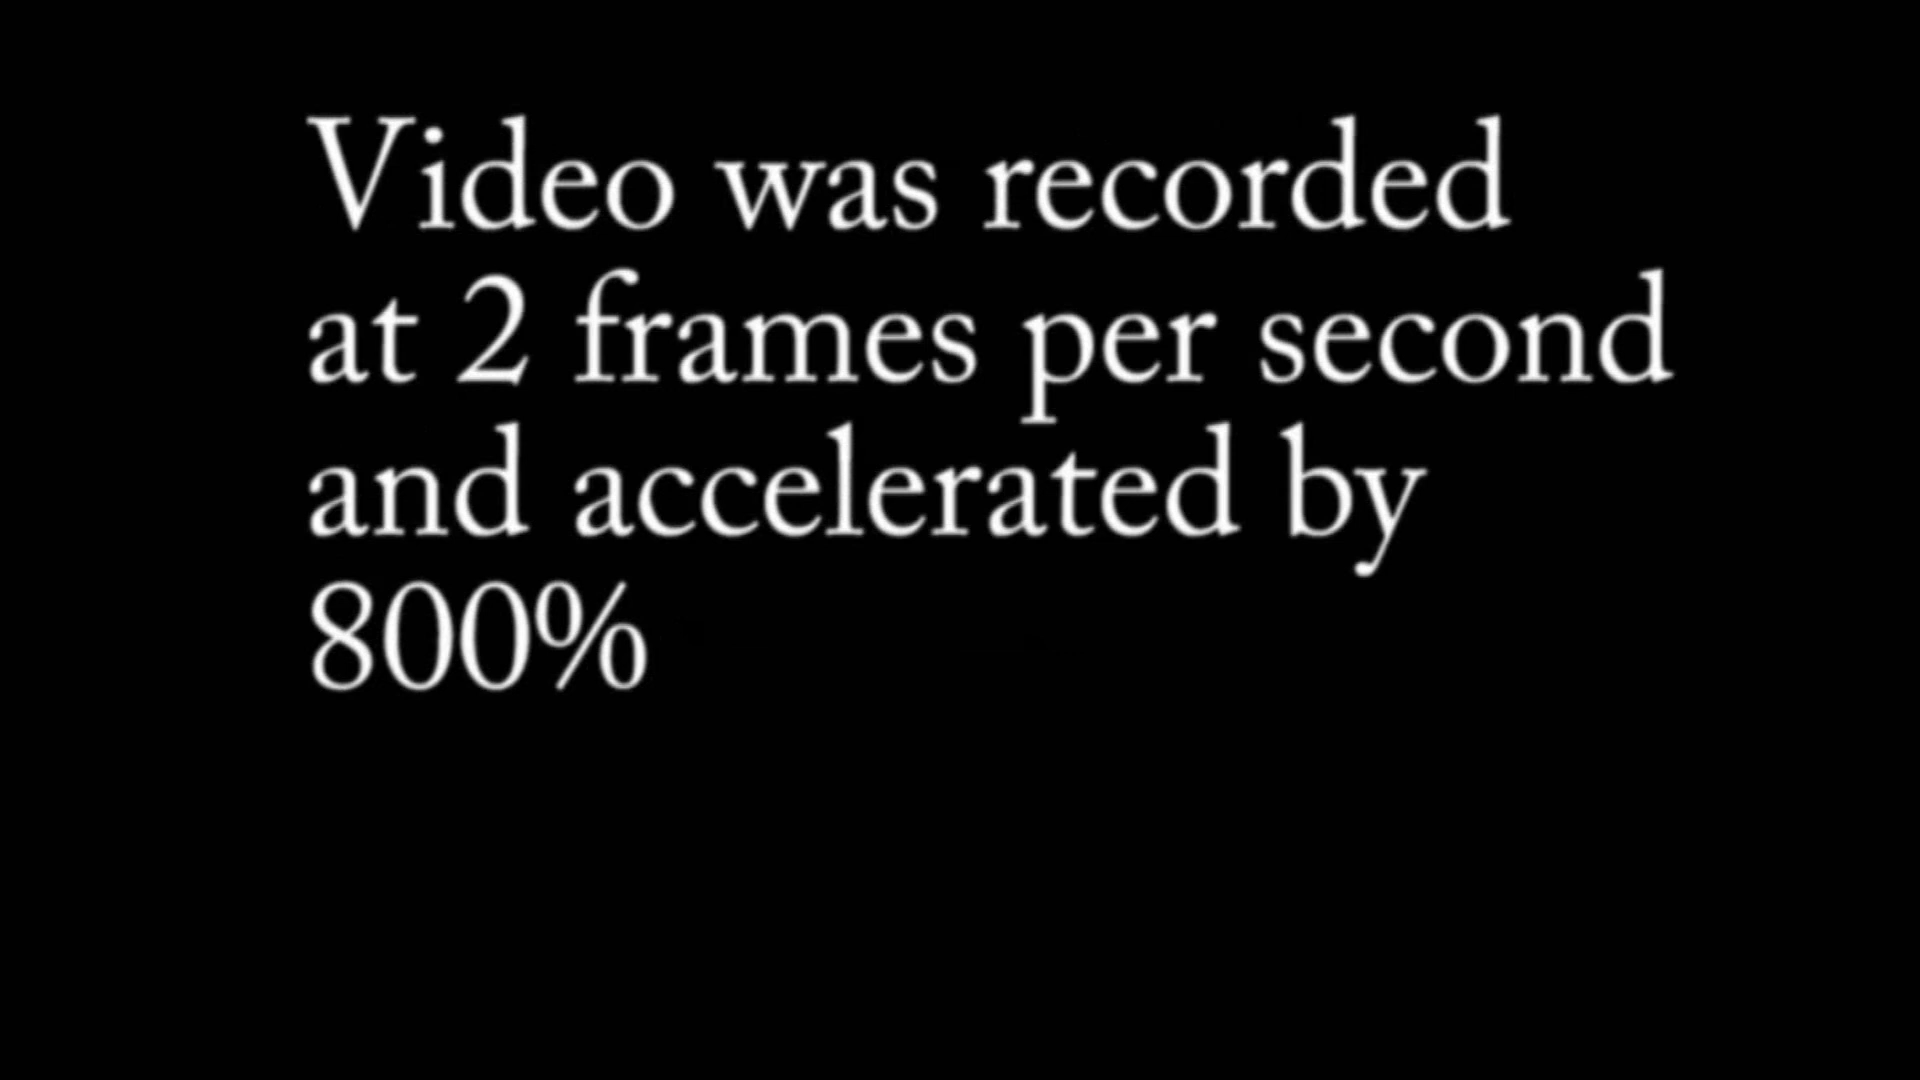 Video was recorded
at 2 frames per second
and accelerated by
800%